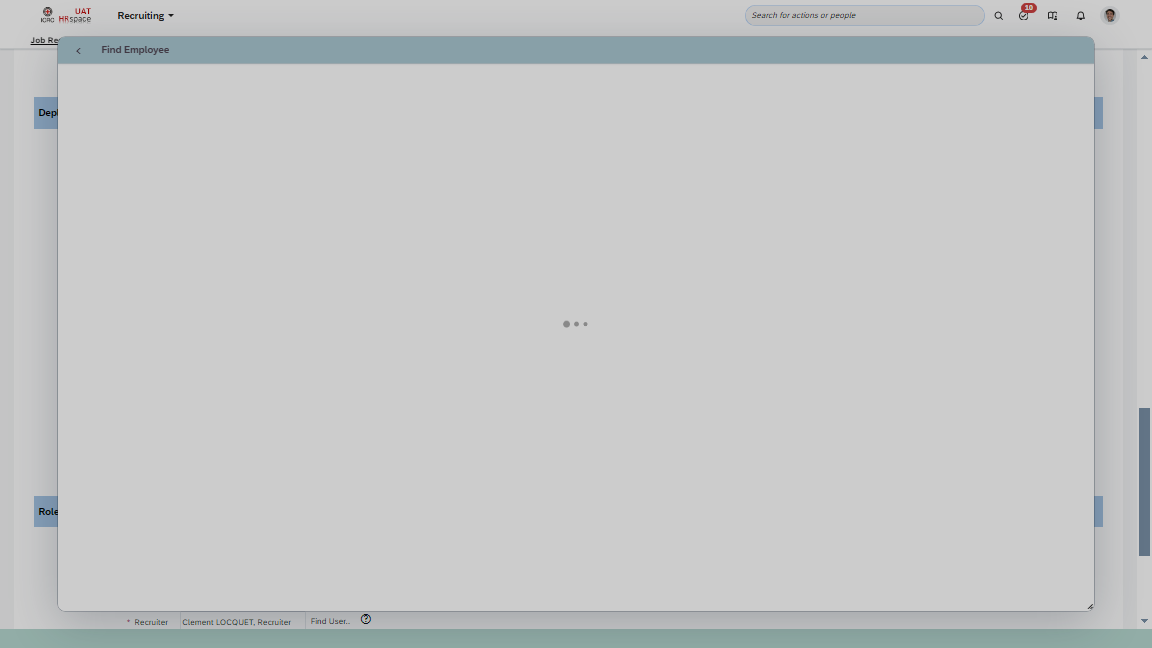 UAT
ICRC HRspace
Recruiting
Search for actions or people
10
Job Re
Find Employee
Depl
Role
* Recruiter
Clement LOCQUET, Recruiter
Find User..